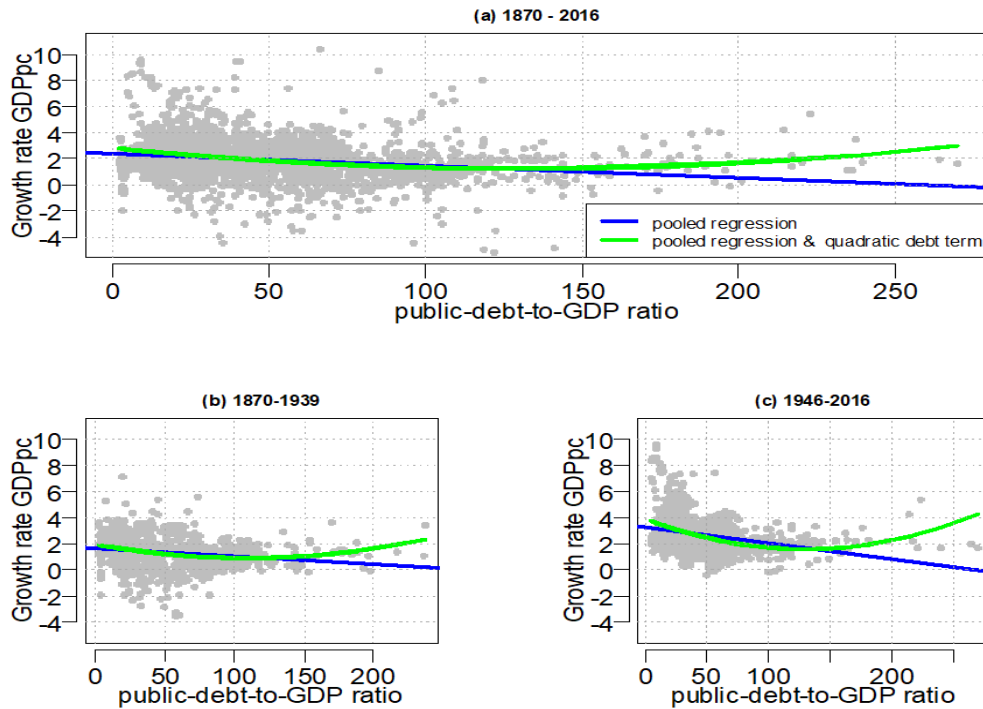 (a) 1870 - 2016
Growth rate GDPpc
10
8
6
4
2
0
-2
-4
pooled regression
pooled regression & quadratic debt term
0 50 100 150 200 250
public-debt-to-GDP ratio
(b) 1870-1939
Growth rate GDPpc
10
8
6
4
2
0
-2
-4
0 50 100 150 200
public-debt-to-GDP ratio
(c) 1946-2016
Growth rate GDPpc
10
8
6
4
2
0
-2
-4
0 50 100 200
public-debt-to-GDP ratio